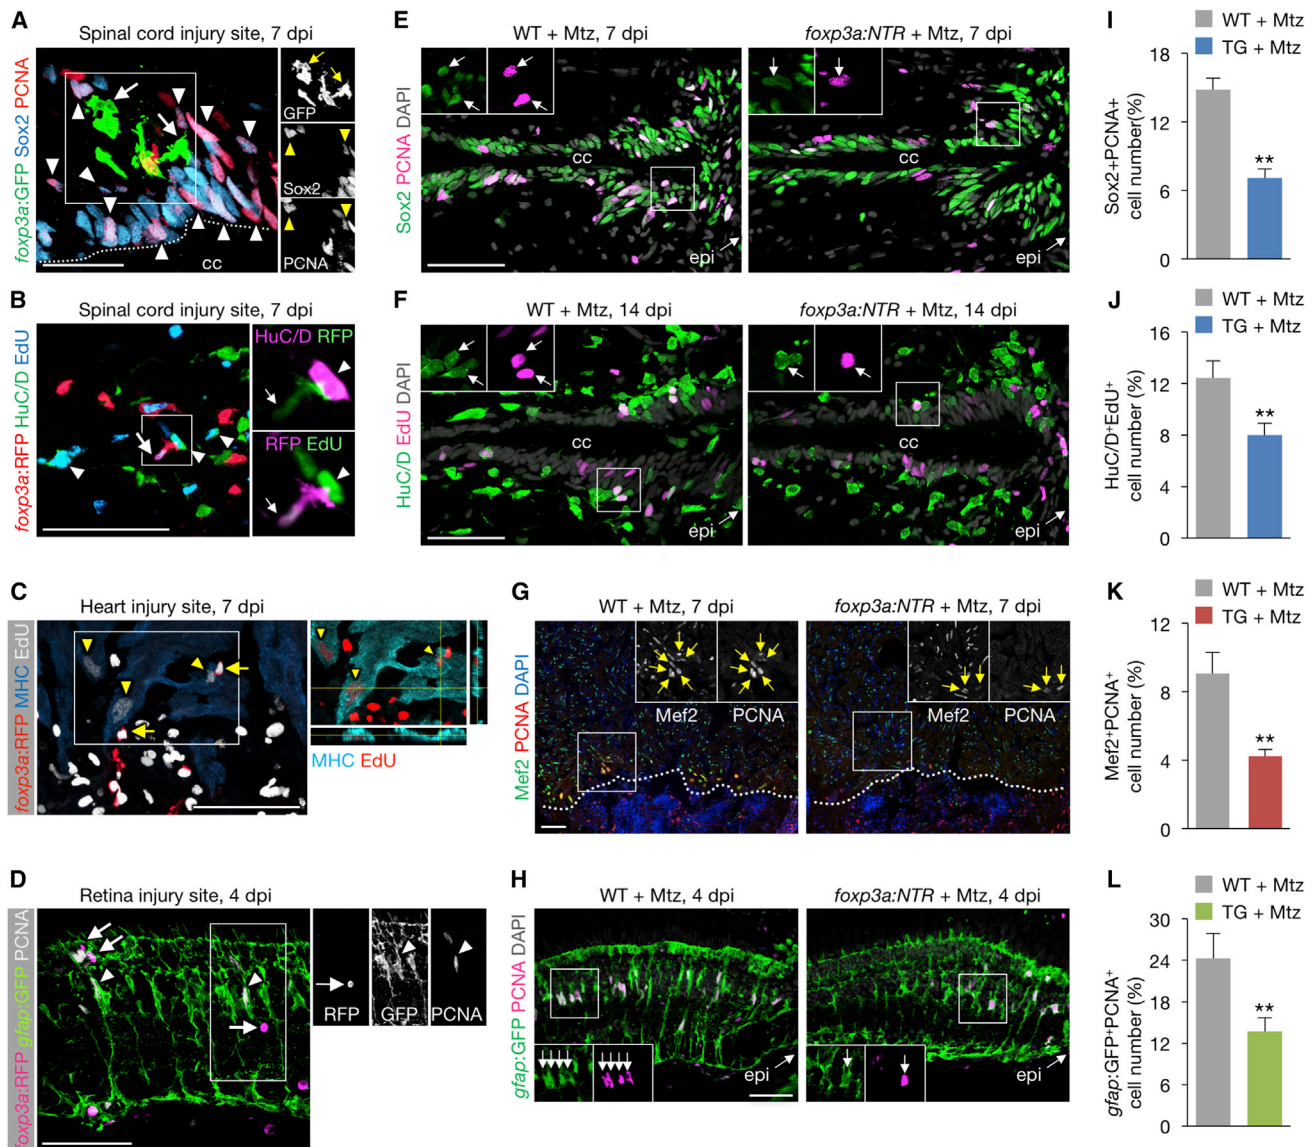 A
Spinal cord injury site, 7 dpi
foxp3a:GFP Sox2 PCNA
GFP
Sox2
PCNA
cc
B
Spinal cord injury site, 7 dpi
foxp3a:RFP HuC/D EdU
HuC/D RFP
RFP EdU
C
Heart injury site, 7 dpi
foxp3a:RFP MHC EdU
MHC EdU
D
Retina injury site, 4 dpi
foxp3a:RFP gfap:GFP PCNA
RFP
GFP
PCNA
E
WT + Mtz, 7 dpi
foxp3a:NTR + Mtz, 7 dpi
Sox2 PCNA DAPI
cc
epi
cc
epi
F
WT + Mtz, 14 dpi
foxp3a:NTR + Mtz, 14 dpi
HuC/D EdU DAPI
cc
epi
cc
epi
G
WT + Mtz, 7 dpi
foxp3a:NTR + Mtz, 7 dpi
Mef2 PCNA DAPI
Mef2
PCNA
Mef2
PCNA
H
WT + Mtz, 4 dpi
foxp3a:NTR + Mtz, 4 dpi
gfap:GFP PCNA DAPI
epi
epi
I
WT + Mtz
TG + Mtz
Sox2+PCNA+
cell number(%)
18
12
6
0
**
J
WT + Mtz
TG + Mtz
HuC/D⁺EdU⁺
cell number (%)
16
12
8
4
0
**
K
WT + Mtz
TG + Mtz
Mef2⁺PCNA⁺
cell number (%)
12
8
4
0
**
L
WT + Mtz
TG + Mtz
gfap:GFP⁺PCNA⁺
cell number (%)
30
24
18
12
6
0
**